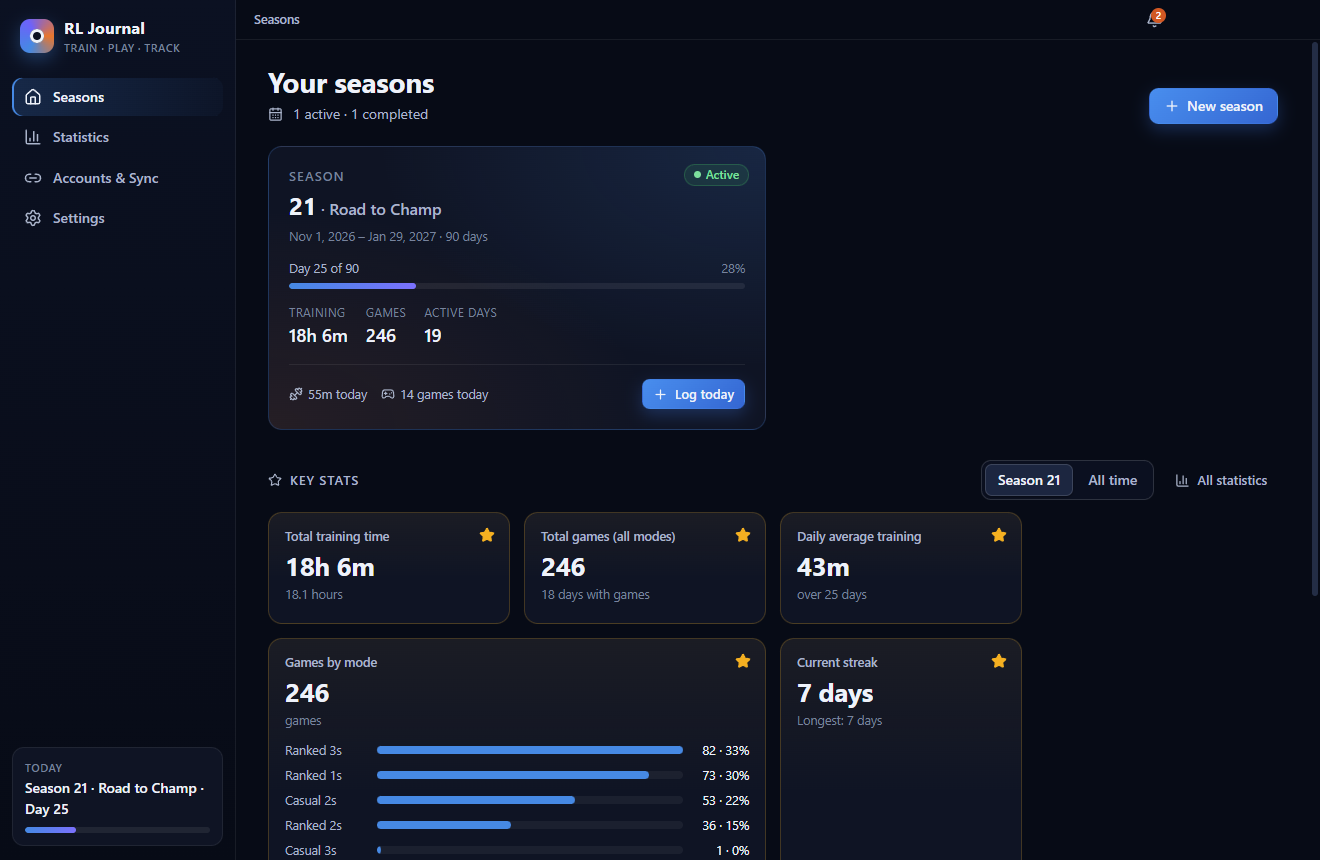 RL Journal
TRAIN · PLAY · TRACK
Seasons
Statistics
Accounts & Sync
Settings
TODAY
Season 21 · Road to Champ ·
Day 25
Seasons
2
Your seasons
1 active · 1 completed
New season
SEASON
Active
21 · Road to Champ
Nov 1, 2026 – Jan 29, 2027 · 90 days
Day 25 of 90
28%
TRAINING GAMES ACTIVE DAYS
18h 6m 246 19
55m today 14 games today
Log today
KEY STATS
Season 21 All time All statistics
Total training time
18h 6m
18.1 hours
Total games (all modes)
246
18 days with games
Daily average training
43m
over 25 days
Games by mode
246
games
Ranked 3s 82 · 33%
Ranked 1s 73 · 30%
Casual 2s 53 · 22%
Ranked 2s 36 · 15%
Casual 3s 1 · 0%
Current streak
7 days
Longest: 7 days